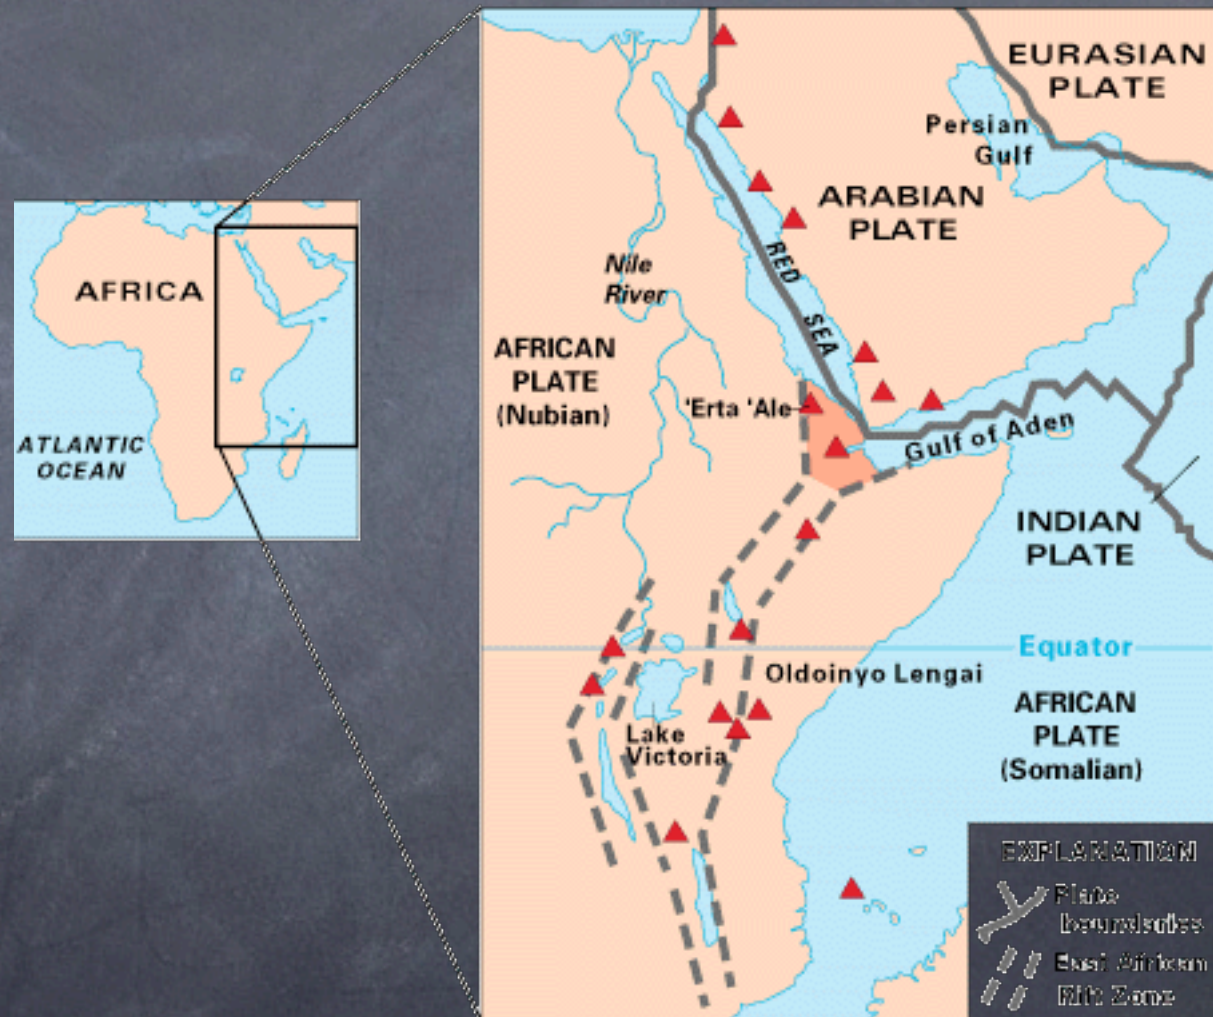 AFRICA
ATLANTIC
OCEAN
EURASIAN
PLATE
Persian
Gulf
ARABIAN
PLATE
RED
SEA
Nile
River
AFRICAN
PLATE
(Nubian)
'Erta 'Ale
Gulf of Aden
INDIAN
PLATE
Equator
Oldoinyo Lengai
Lake
Victoria
AFRICAN
PLATE
(Somalian)
EXPLANATION
Plate
boundaries
East African
Rift Zone